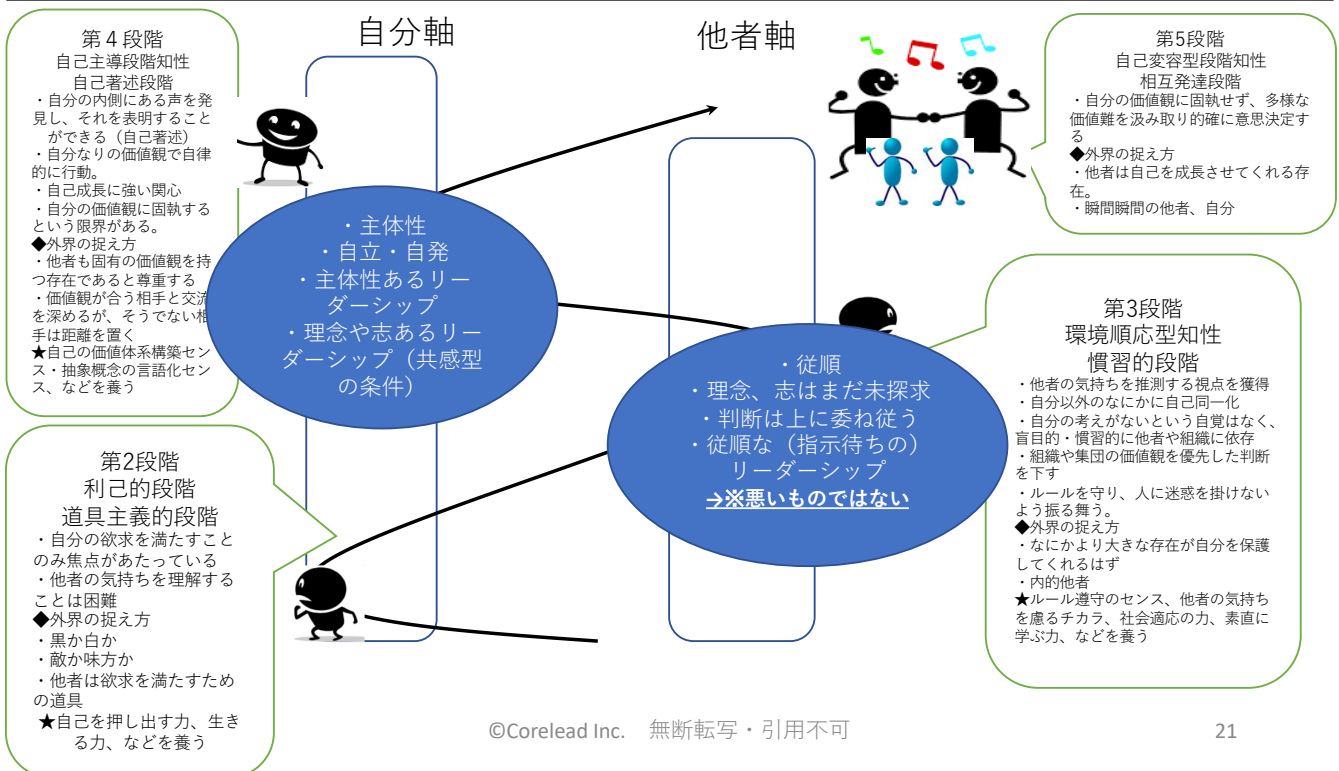 自分軸
他者軸
第４段階
自己主導段階知性
自己著述段階
・自分の内側にある声を発
見し、それを表明すること
ができる（自己著述）
・自分なりの価値観で自律
的に行動。
・自己成長に強い関心
・自分の価値観に固執する
という限界がある。
◆外界の捉え方
・他者も固有の価値観を持
つ存在であると尊重する
・価値観が合う相手と交流
を深めるが、そうでない相
手は距離を置く
★自己の価値体系構築セン
ス・抽象概念の言語化セン
ス、などを養う
第5段階
自己変容型段階知性
相互発達段階
・自分の価値観に固執せず、多様な
価値難を汲み取り的確に意思決定す
る
◆外界の捉え方
・他者は自己を成長させてくれる存
在。
・瞬間瞬間の他者、自分
・主体性
・自立・自発
・主体性あるリー
ダーシップ
・理念や志あるリー
ダーシップ（共感型
の条件）
・従順
・理念、志はまだ未探求
・判断は上に委ね従う
・従順な（指示待ちの）
リーダーシップ
→※悪いものではない
第3段階
環境順応型知性
慣習的段階
・他者の気持ちを推測する視点を獲得
・自分以外のなにかに自己同一化
・自分の考えがないという自覚はなく、
盲目的・慣習的に他者や組織に依存
・組織や集団の価値観を優先した判断
を下す
・ルールを守り、人に迷惑を掛けない
よう振る舞う。
◆外界の捉え方
・なにかより大きな存在が自分を保護
してくれるはず
・内的他者
★ルール遵守のセンス、他者の気持ち
を慮るチカラ、社会適応の力、素直に
学ぶ力、などを養う
第2段階
利己的段階
道具主義的段階
・自分の欲求を満たすこと
のみ焦点があたっている
・他者の気持ちを理解する
ことは困難
◆外界の捉え方
・黒か白か
・敵か味方か
・他者は欲求を満たすため
の道具
★自己を押し出す力、生き
る力、などを養う
©Corelead Inc.　無断転写・引用不可
21